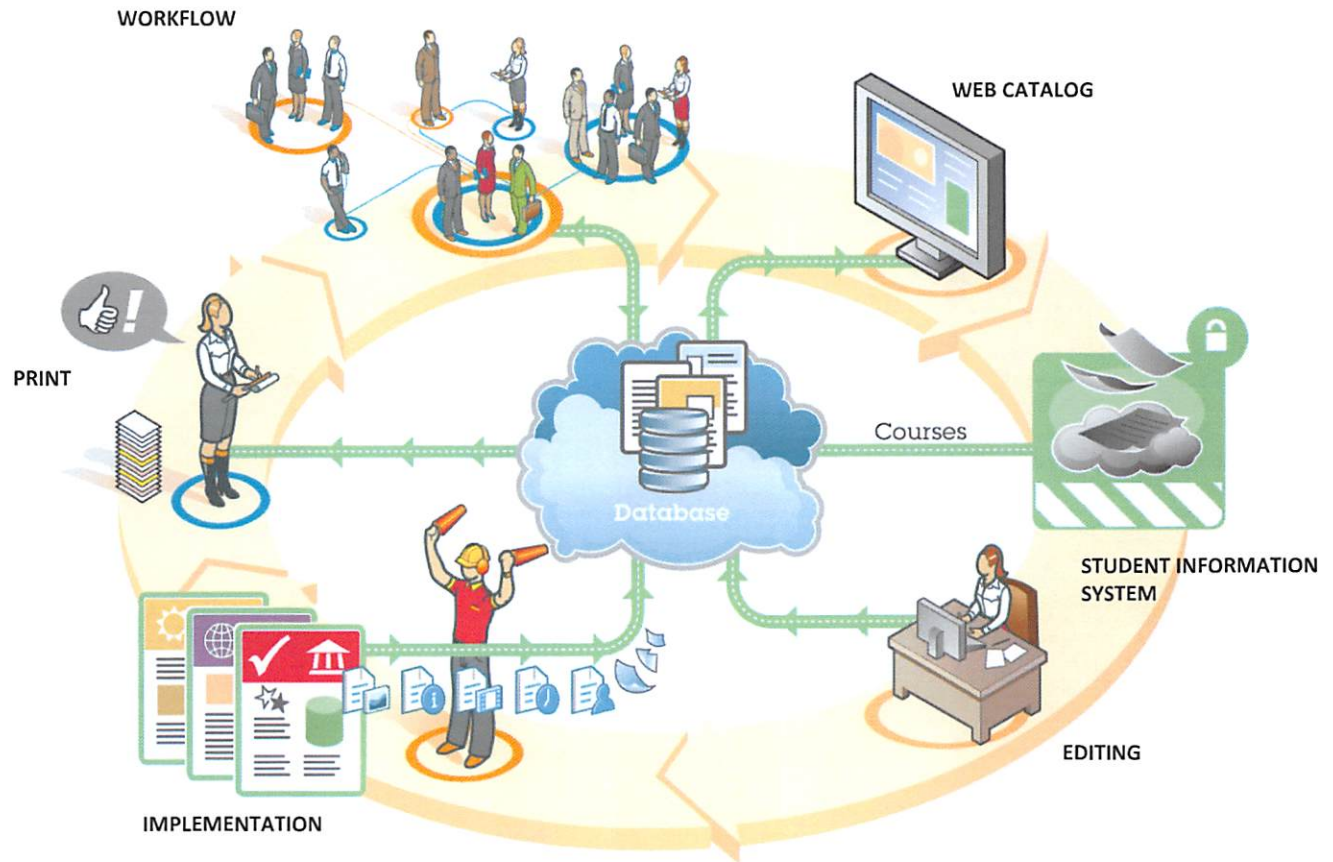 WORKFLOW
WEB CATALOG
PRINT
!
Courses
Database
STUDENT INFORMATION
SYSTEM
EDITING
IMPLEMENTATION